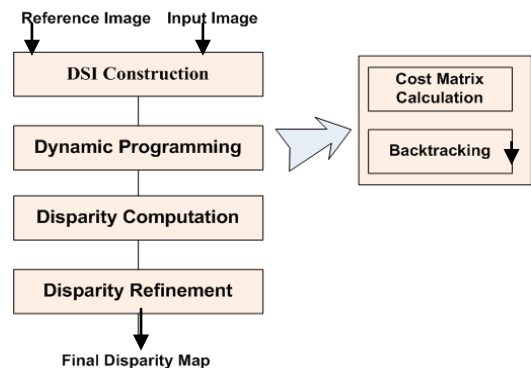 Reference Image
Input Image
DSI Construction
Dynamic Programming
Disparity Computation
Disparity Refinement
Final Disparity Map
Cost Matrix
Calculation
Backtracking